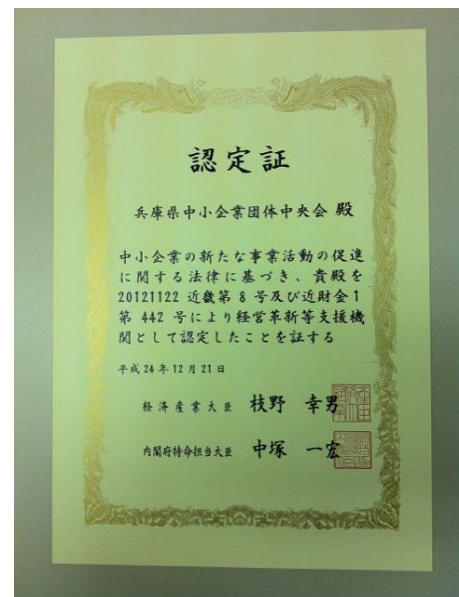 認定証
兵庫県中小企業団体中央会 殿
中小企業の新たな事業活動の促進
に関する法律に基づき、貴殿を
20121122 近畿第 8 号及び近財金1
第 442 号により経営革新等支援機
関として認定したことを証する
平成24年12月21日
経済産業大臣 枝野 幸男
内閣府特命担当大臣 中塚 一宏